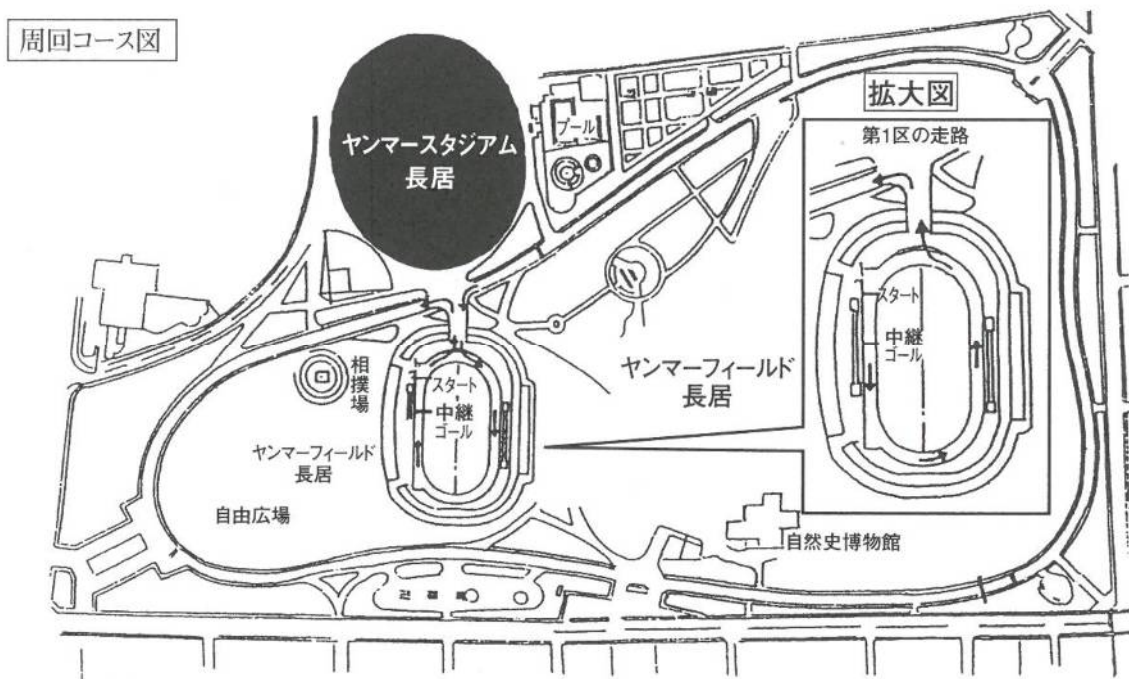 周回コース図
ヤンマースタジアム
長居
プール
拡大図
第1区の走路
スタート
中継
ゴール
相撲場
スタート
中継
ゴール
ヤンマーフィールド
長居
ヤンマーフィールド
長居
自由広場
自然史博物館